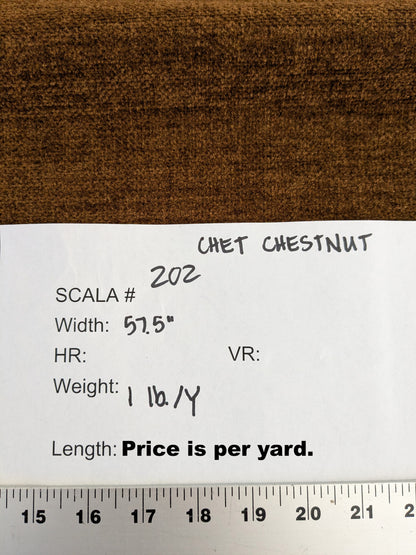 CHET CHESTNUT
SCALA # 202
Width: 57.5"
HR: VR:
Weight: 1 lb./Y
Length: Price is per yard.
15 16 17 18 19 20 21